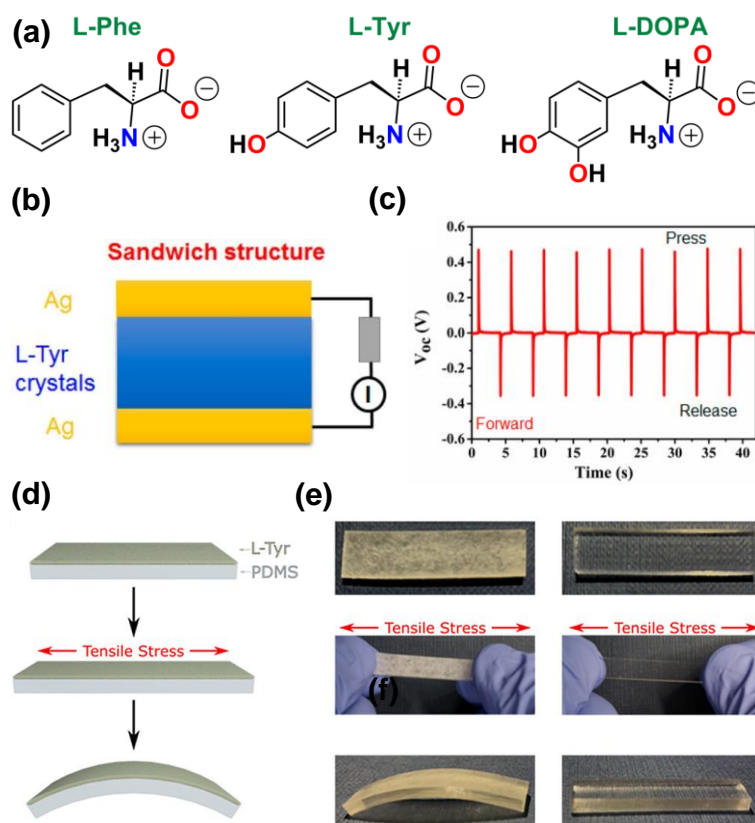 (a)
L-Phe
L-Tyr
L-DOPA
H O
O ⊖
H₃N ⊕
H O
O ⊖
HO
H₃N ⊕
H O
O ⊖
HO
OH
H₃N ⊕
(b)
(c)
Sandwich structure
Ag
L-Tyr
crystals
Ag
I
0.6
0.4
0.2
0.0
-0.2
-0.4
-0.6
Voc (V)
Press
Release
Forward
0 5 10 15 20 25 30 35 40
Time (s)
(d)
(e)
L-Tyr
PDMS
Tensile Stress
Tensile Stress
Tensile Stress
(f)